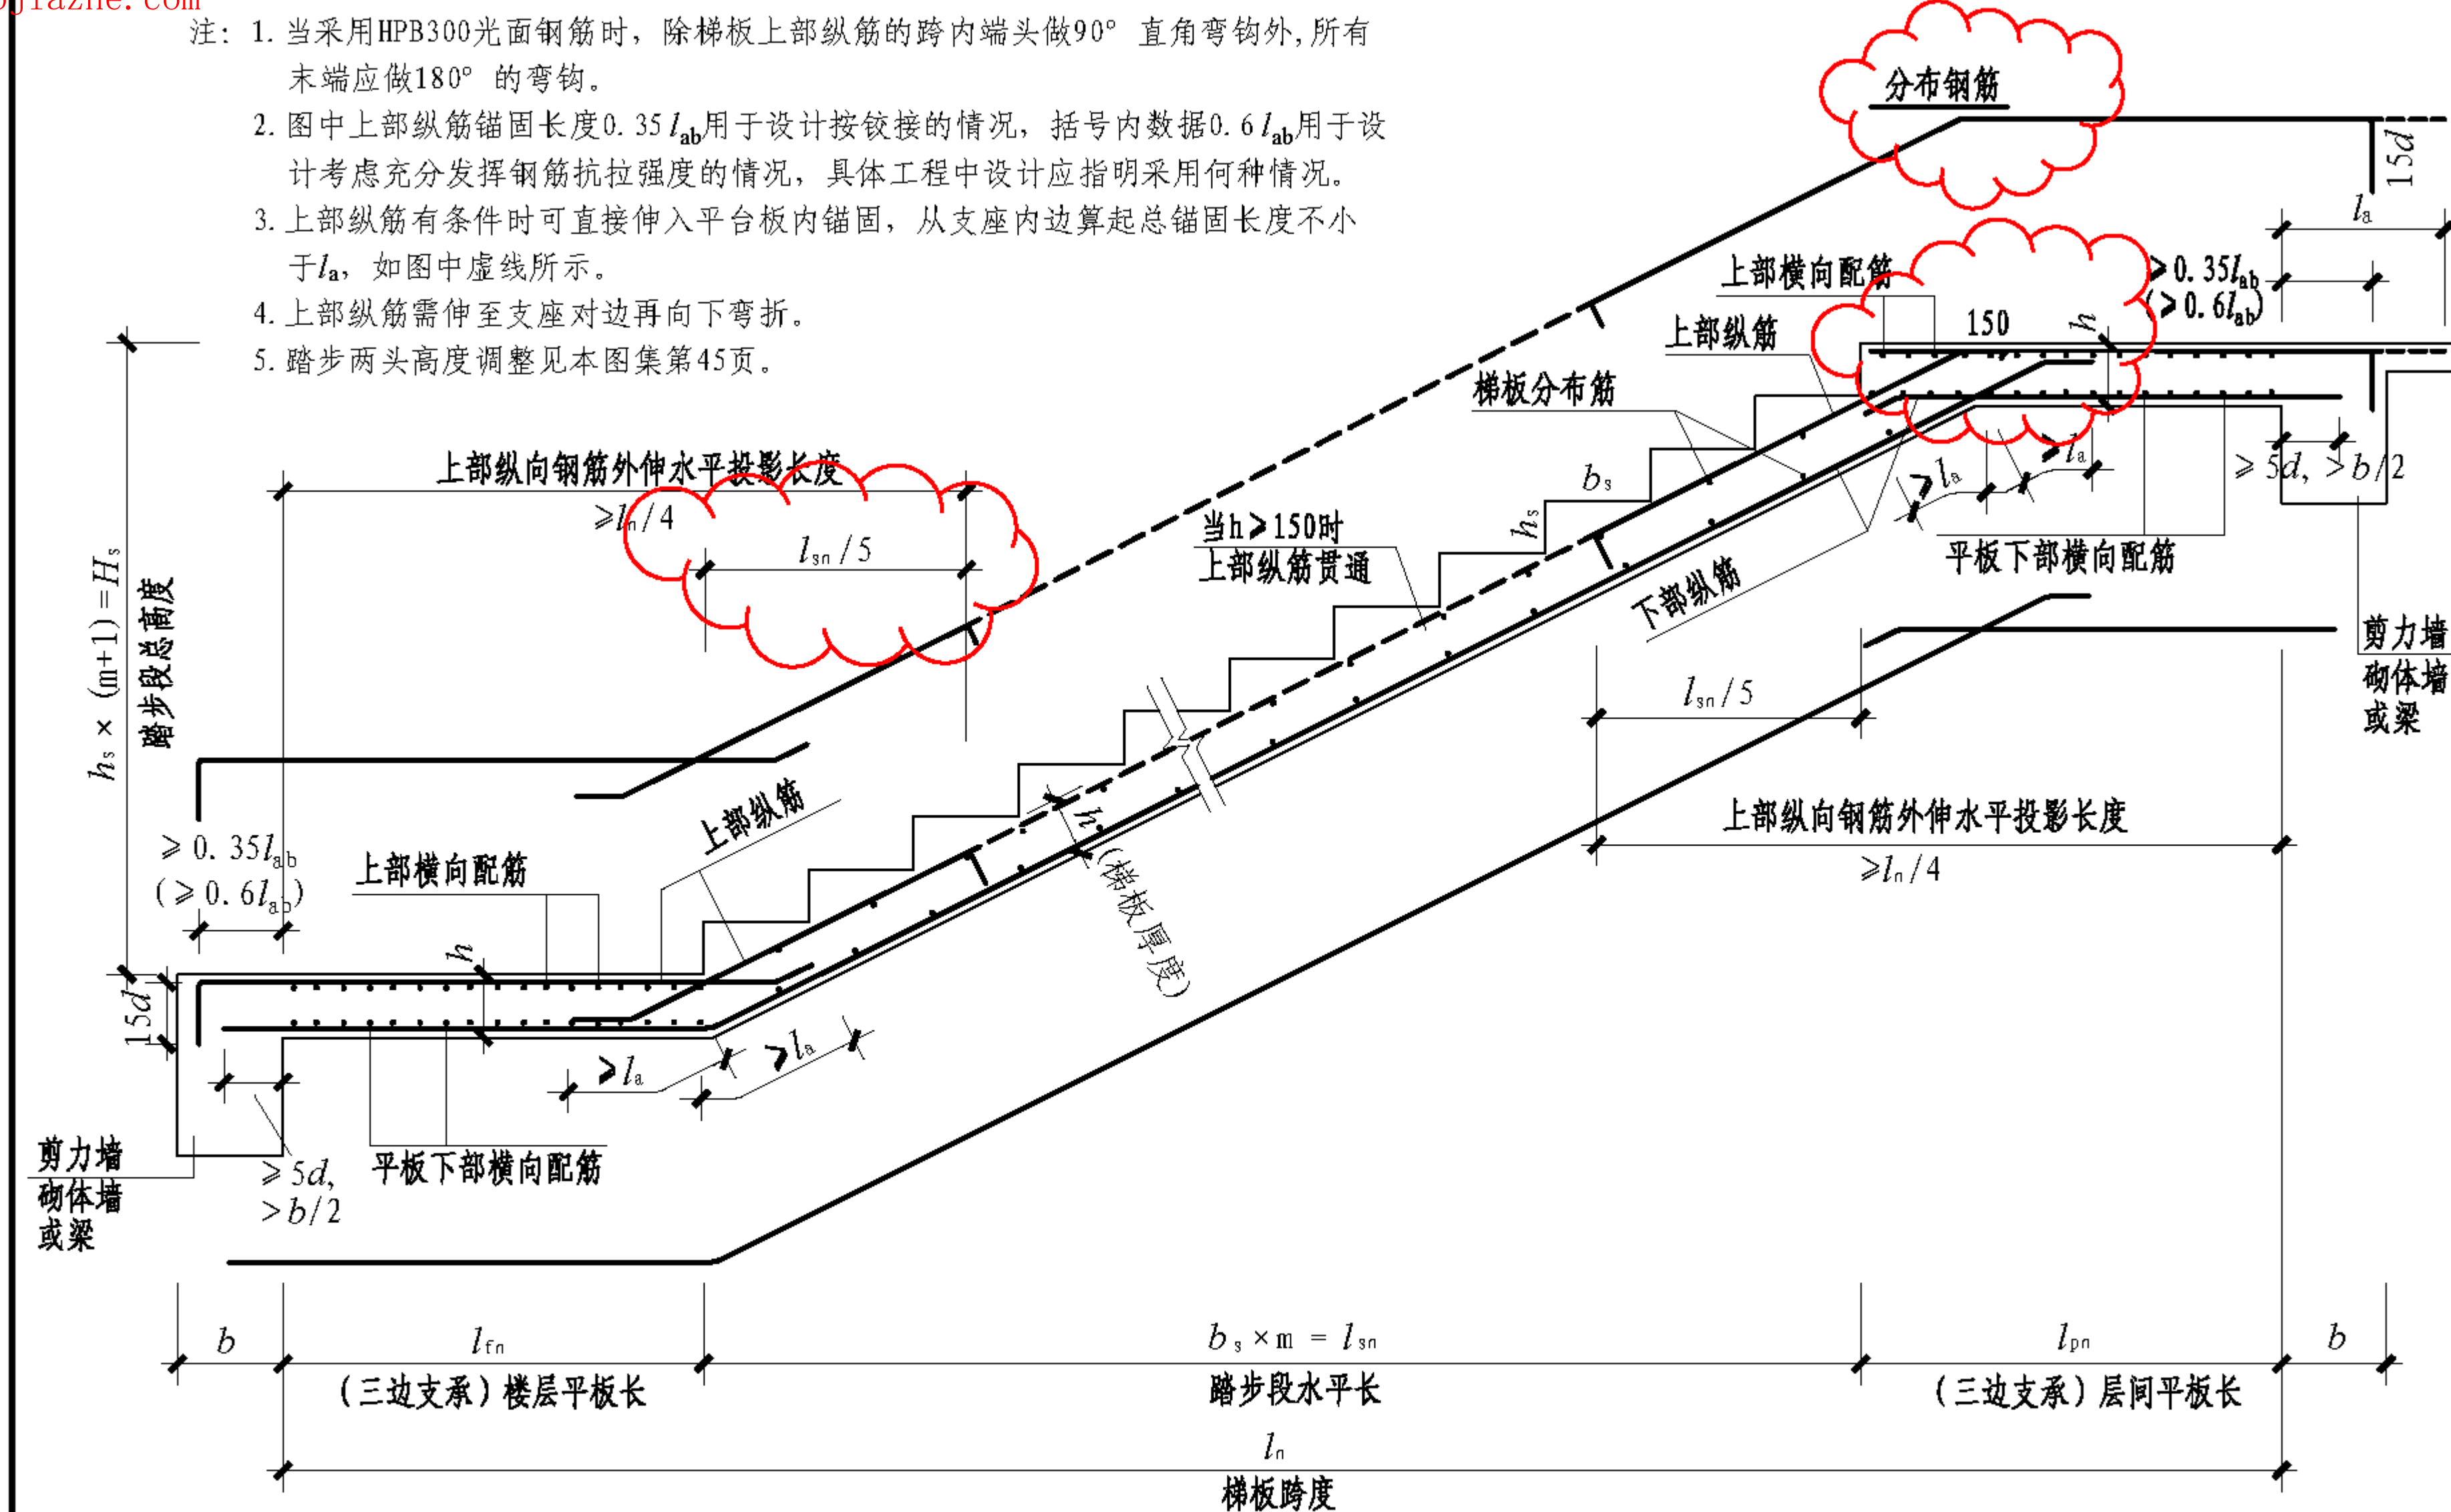 ojiazhe.com
注: 1. 当采用HPB300光面钢筋时, 除梯板上部纵筋的跨内端头做90° 直角弯钩外, 所有
末端应做180° 的弯钩。
2. 图中上部纵筋锚固长度0.35lab用于设计按铰接的情况, 括号内数据0.6lab用于设
计考虑充分发挥钢筋抗拉强度的情况, 具体工程中设计应指明采用何种情况。
3. 上部纵筋有条件时可直接伸入平台板内锚固, 从支座内边算起总锚固长度不小
于la, 如图中虚线所示。
4. 上部纵筋需伸至支座对边再向下弯折。
5. 踏步两头高度调整见本图集第45页。
分布钢筋
15d
la
上部横向配筋
≥0.35lab
(≥0.6lab)
150
h
上部纵筋
梯板分布筋
上部纵向钢筋外伸水平投影长度
≥ln/4
lsn/5
bs
hs
当h≥150时
上部纵筋贯通
≥la
≥la
≥5d, >b/2
平板下部横向配筋
下部纵筋
剪力墙
砌体墙
或梁
hs×(m+1)=Hs
踏步段总高度
lsn/5
上部纵向钢筋外伸水平投影长度
≥ln/4
上部纵筋
≥0.35lab
(≥0.6lab)
上部横向配筋
h
h
(梯板厚度)
15d
≥la
≥la
剪力墙
砌体墙
或梁
≥5d,
>b/2
平板下部横向配筋
b
lfn
bs×m = lsn
lpn
b
(三边支承)楼层平板长
踏步段水平长
(三边支承)层间平板长
ln
梯板跨度